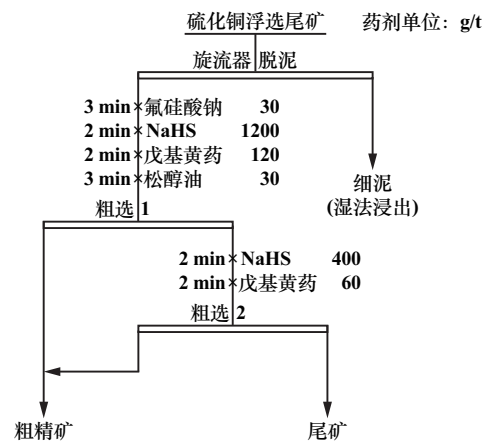 硫化铜浮选尾矿 药剂单位：g/t
旋流器 脱泥
3 min×氟硅酸钠 30
2 min×NaHS 1200
2 min×戊基黄药 120
3 min×松醇油 30
细泥
(湿法浸出)
粗选 1
2 min×NaHS 400
2 min×戊基黄药 60
粗选 2
粗精矿 尾矿